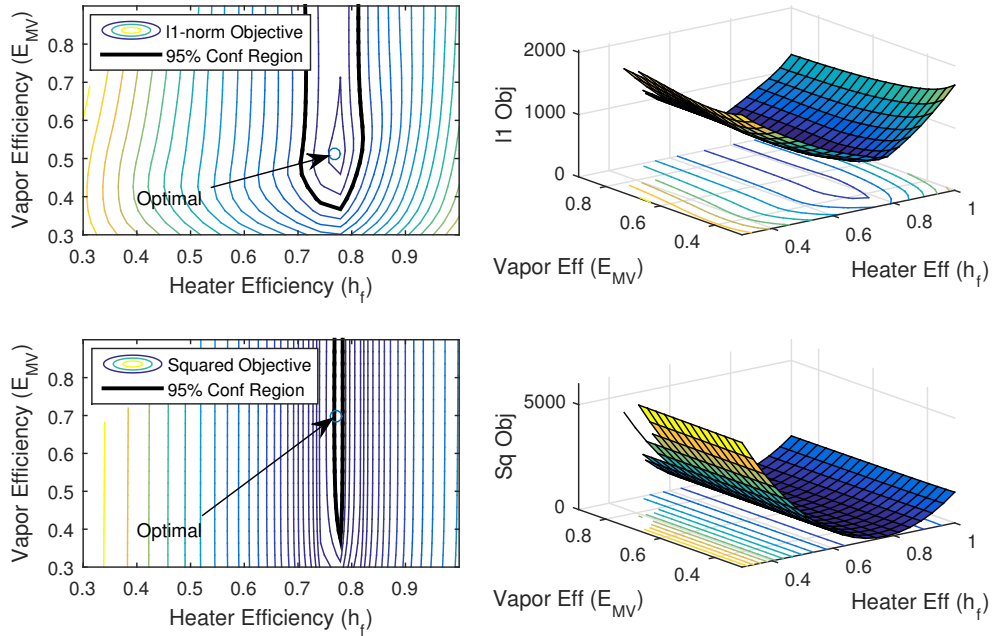 l1-norm Objective
95% Conf Region
Vapor Efficiency (E_MV)
0.9
0.8
0.7
0.6
0.5
0.4
0.3
Optimal
0.3 0.4 0.5 0.6 0.7 0.8 0.9
Heater Efficiency (h_f)
l1 Obj
2000
1000
0
0.8
0.6
0.4
0.4
0.6
0.8
1
Vapor Eff (E_MV)
Heater Eff (h_f)
Squared Objective
95% Conf Region
Vapor Efficiency (E_MV)
0.9
0.8
0.7
0.6
0.5
0.4
0.3
Optimal
0.3 0.4 0.5 0.6 0.7 0.8 0.9
Heater Efficiency (h_f)
Sq Obj
5000
0
0.8
0.6
0.4
0.4
0.6
0.8
1
Vapor Eff (E_MV)
Heater Eff (h_f)